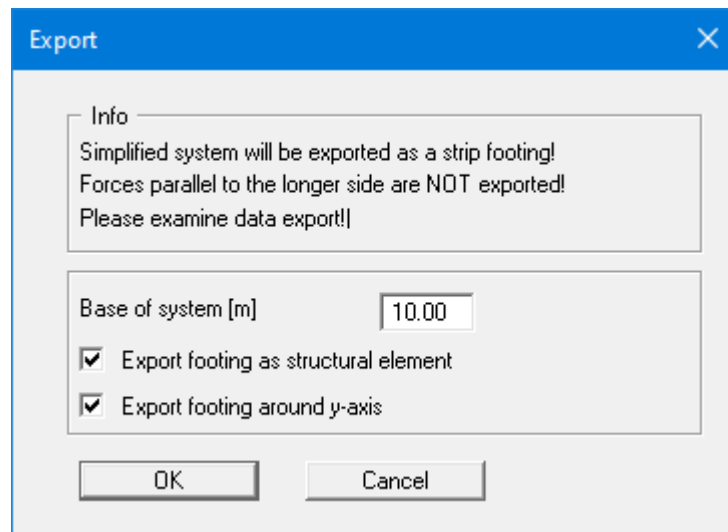 Export
Info
Simplified system will be exported as a strip footing!
Forces parallel to the longer side are NOT exported!
Please examine data export!|
Base of system [m]
10.00
Export footing as structural element
Export footing around y-axis
OK
Cancel